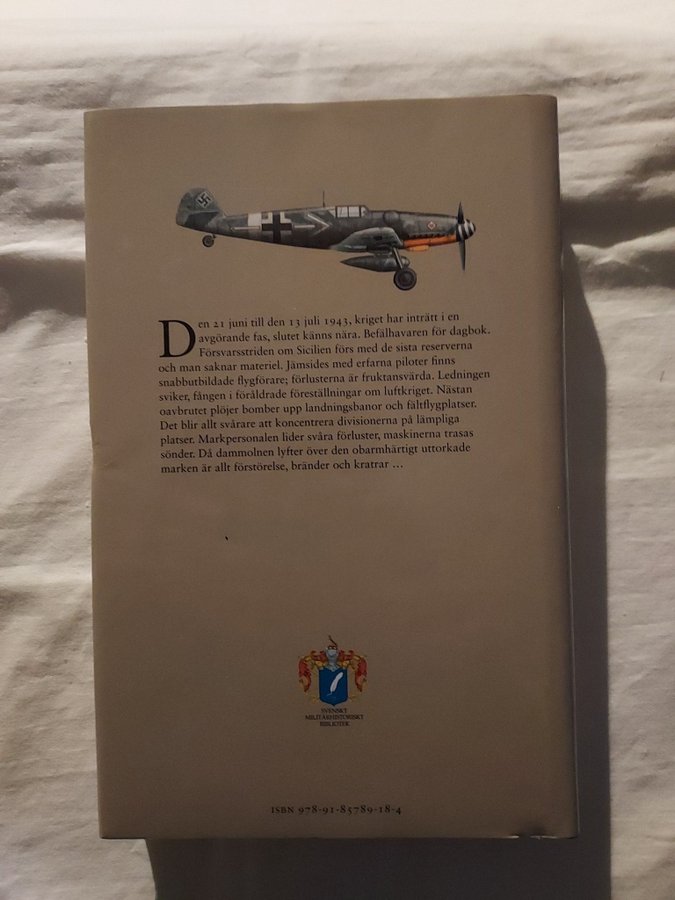 Den 21 juni till den 13 juli 1943, kriget har inträtt i en
avgörande fas, slutet känns nära. Befälhavaren för dagbok.
Försvarsstriden om Sicilien förs med de sista reserverna
och man saknar materiel. Jämsides med erfarna piloter finns
snabbutbildade flygförare; förlusterna är fruktansvärda. Ledningen
sviker, fången i föråldrade föreställningar om luftkriget. Nästan
oavbrutet plöjer bomber upp landningsbanor och fältflygplatser.
Det blir allt svårare att koncentrera divisionerna på lämpliga
platser. Markpersonalen lider svåra förluster, maskinerna trasas
sönder. Då dammolnen lyfter över den obarmhärtigt uttorkade
marken är allt förstörelse, bränder och kratrar ...
SVENSKT
MILITÄRHISTORISKT
BIBLIOTEK
ISBN 978-91-85789-18-4